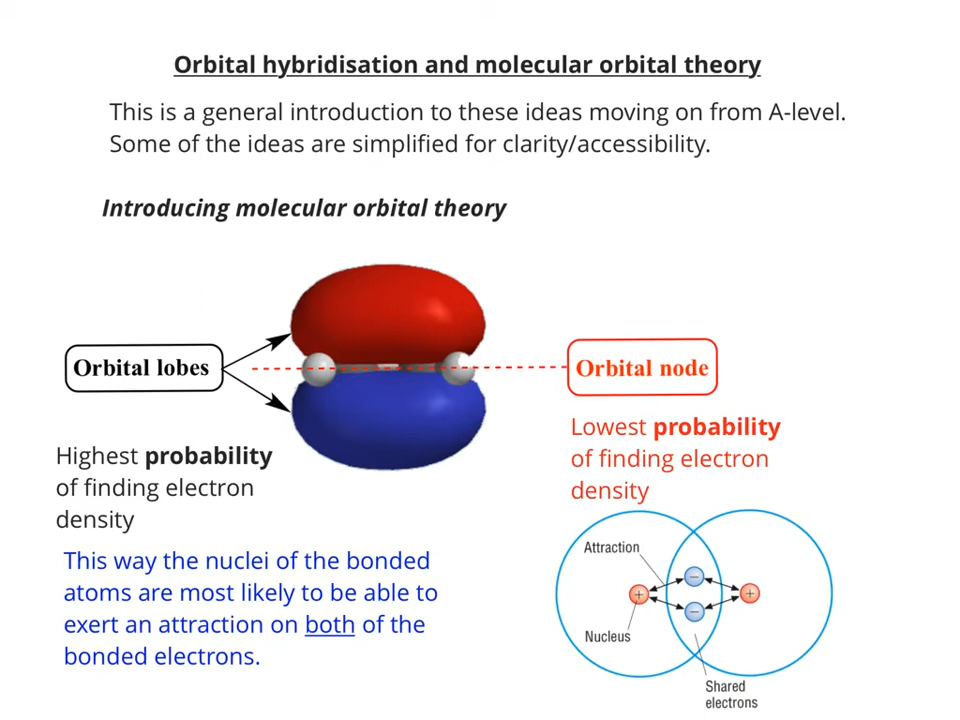 Orbital hybridisation and molecular orbital theory
This is a general introduction to these ideas moving on from A-level.
Some of the ideas are simplified for clarity/accessibility.
Introducing molecular orbital theory
Orbital lobes
Orbital node
Highest probability
of finding electron
density
Lowest probability
of finding electron
density
This way the nuclei of the bonded
atoms are most likely to be able to
exert an attraction on both of the
bonded electrons.
Attraction
−
+
+
−
Nucleus
Shared
electrons